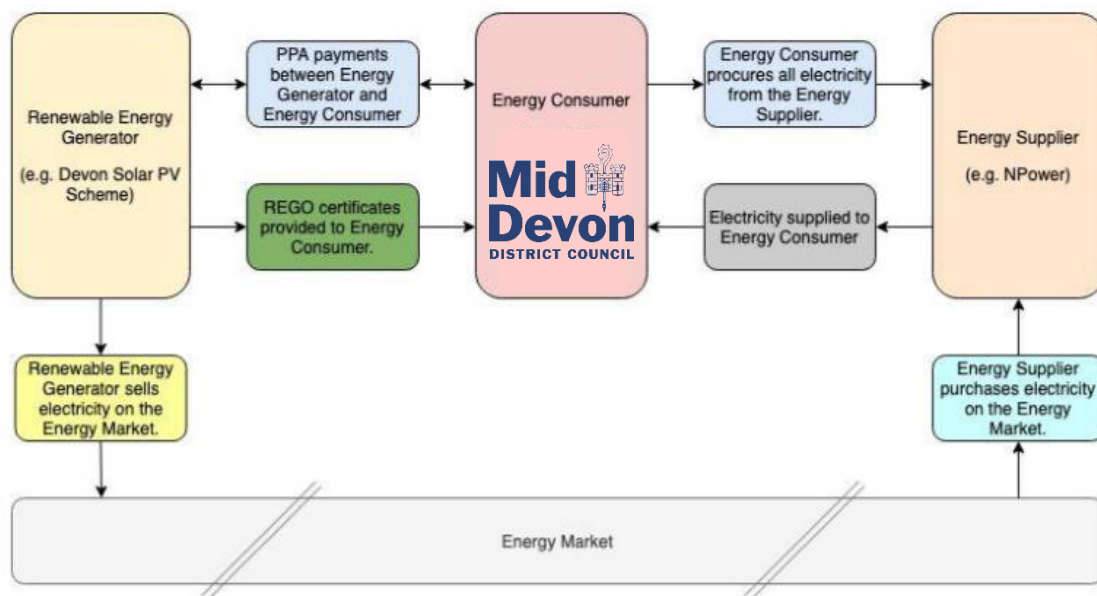 Renewable Energy
Generator
(e.g. Devon Solar PV
Scheme)
PPA payments
between Energy
Generator and
Energy Consumer
REGO certificates
provided to Energy
Consumer.
Energy Consumer
Mid
Devon
DISTRICT COUNCIL
Energy Consumer
procures all electricity
from the Energy
Supplier.
Electricity supplied to
Energy Consumer
Energy Supplier
(e.g. NPower)
Renewable Energy
Generator sells
electricity on the
Energy Market.
Energy Supplier
purchases electricity
on the Energy
Market.
Energy Market